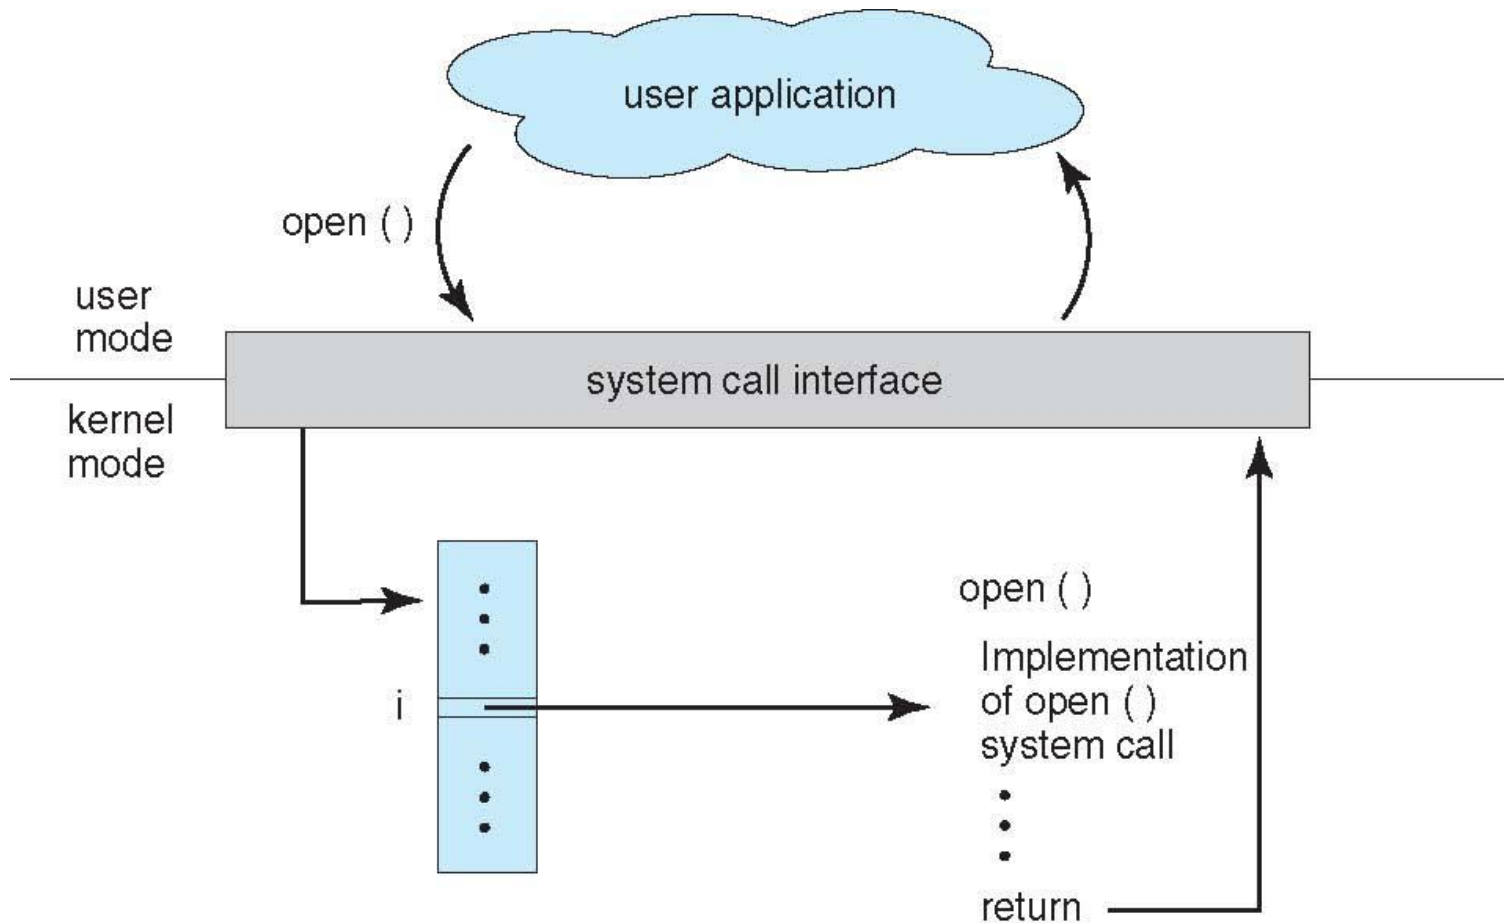 user application
open ( )
user
mode
system call interface
kernel
mode
open ( )
Implementation
of open ( )
system call
i
return